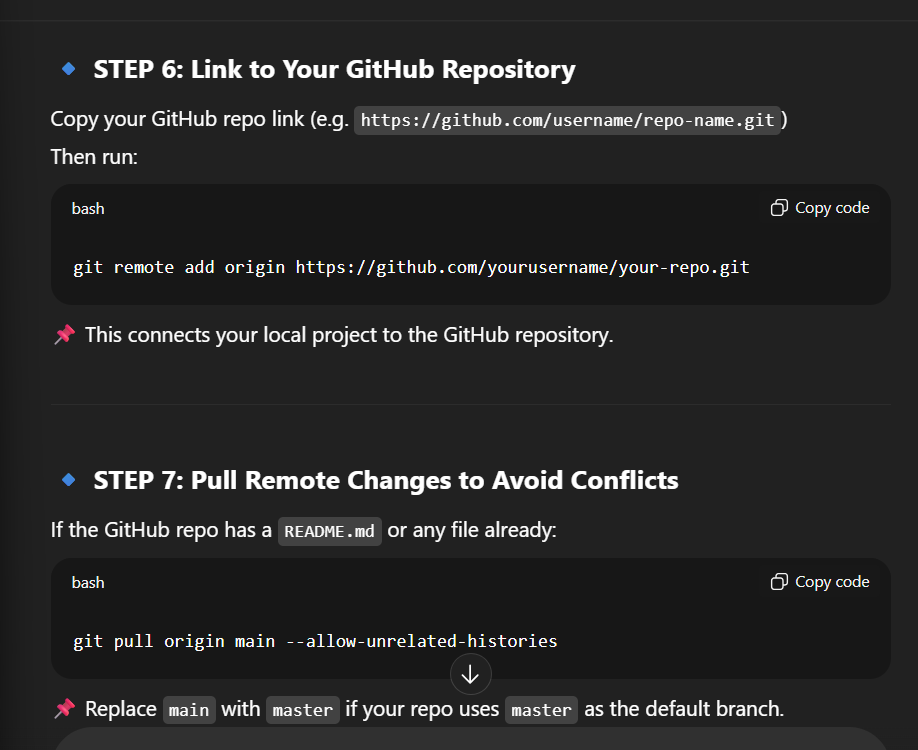 STEP 6: Link to Your GitHub Repository
Copy your GitHub repo link (e.g. https://github.com/username/repo-name.git)
Then run:
bash
Copy code
git remote add origin https://github.com/yourusername/your-repo.git
📌 This connects your local project to the GitHub repository.
STEP 7: Pull Remote Changes to Avoid Conflicts
If the GitHub repo has a README.md or any file already:
bash
Copy code
git pull origin main --allow-unrelated-histories
📌 Replace main with master if your repo uses master as the default branch.